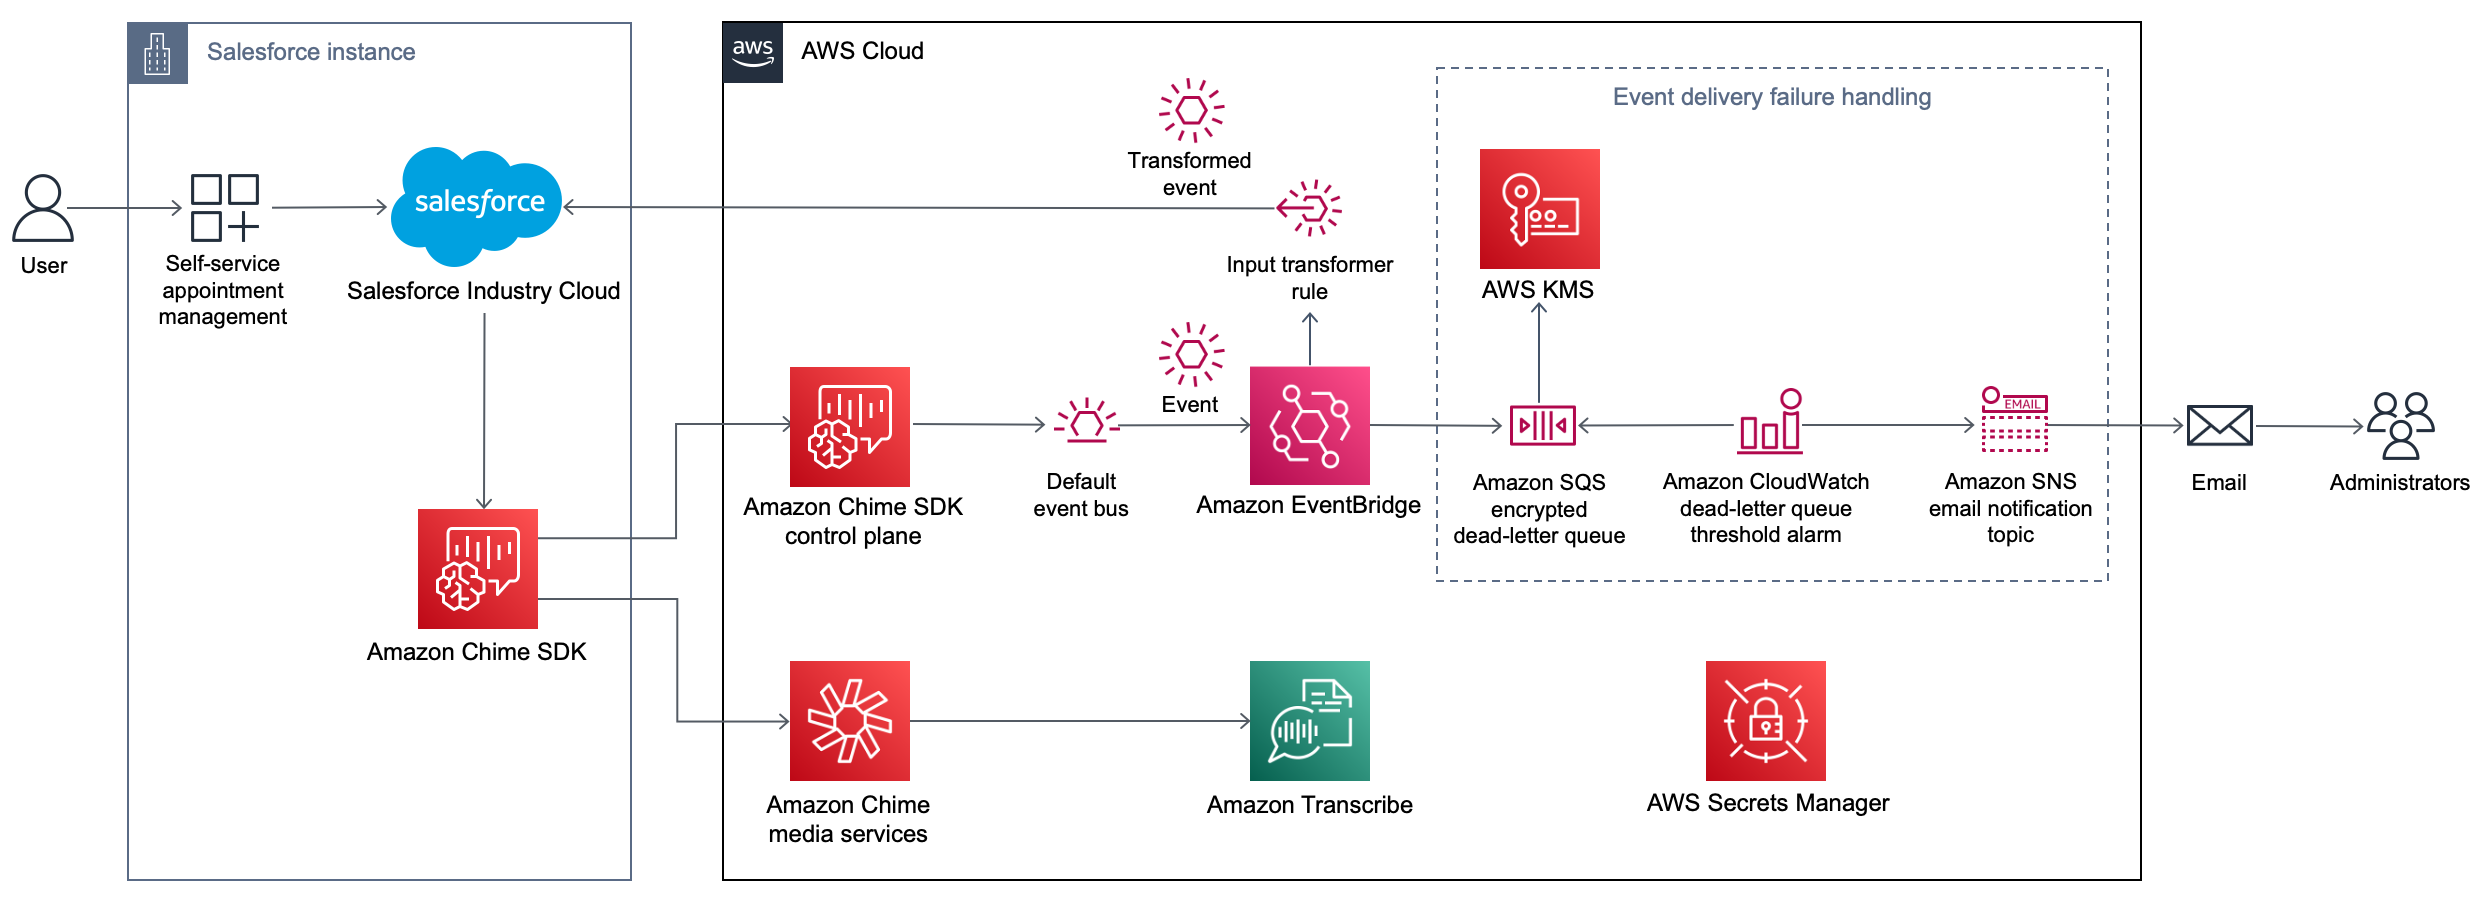 Salesforce instance
aws
AWS Cloud
Event delivery failure handling
Transformed
event
salesforce
User
Self-service
appointment
management
Salesforce Industry Cloud
Input transformer
rule
AWS KMS
Event
EMAIL
Amazon Chime SDK
control plane
Default
event bus
Amazon EventBridge
Amazon SQS
encrypted
dead-letter queue
Amazon CloudWatch
dead-letter queue
threshold alarm
Amazon SNS
email notification
topic
Email
Administrators
Amazon Chime SDK
Amazon Chime
media services
Amazon Transcribe
AWS Secrets Manager